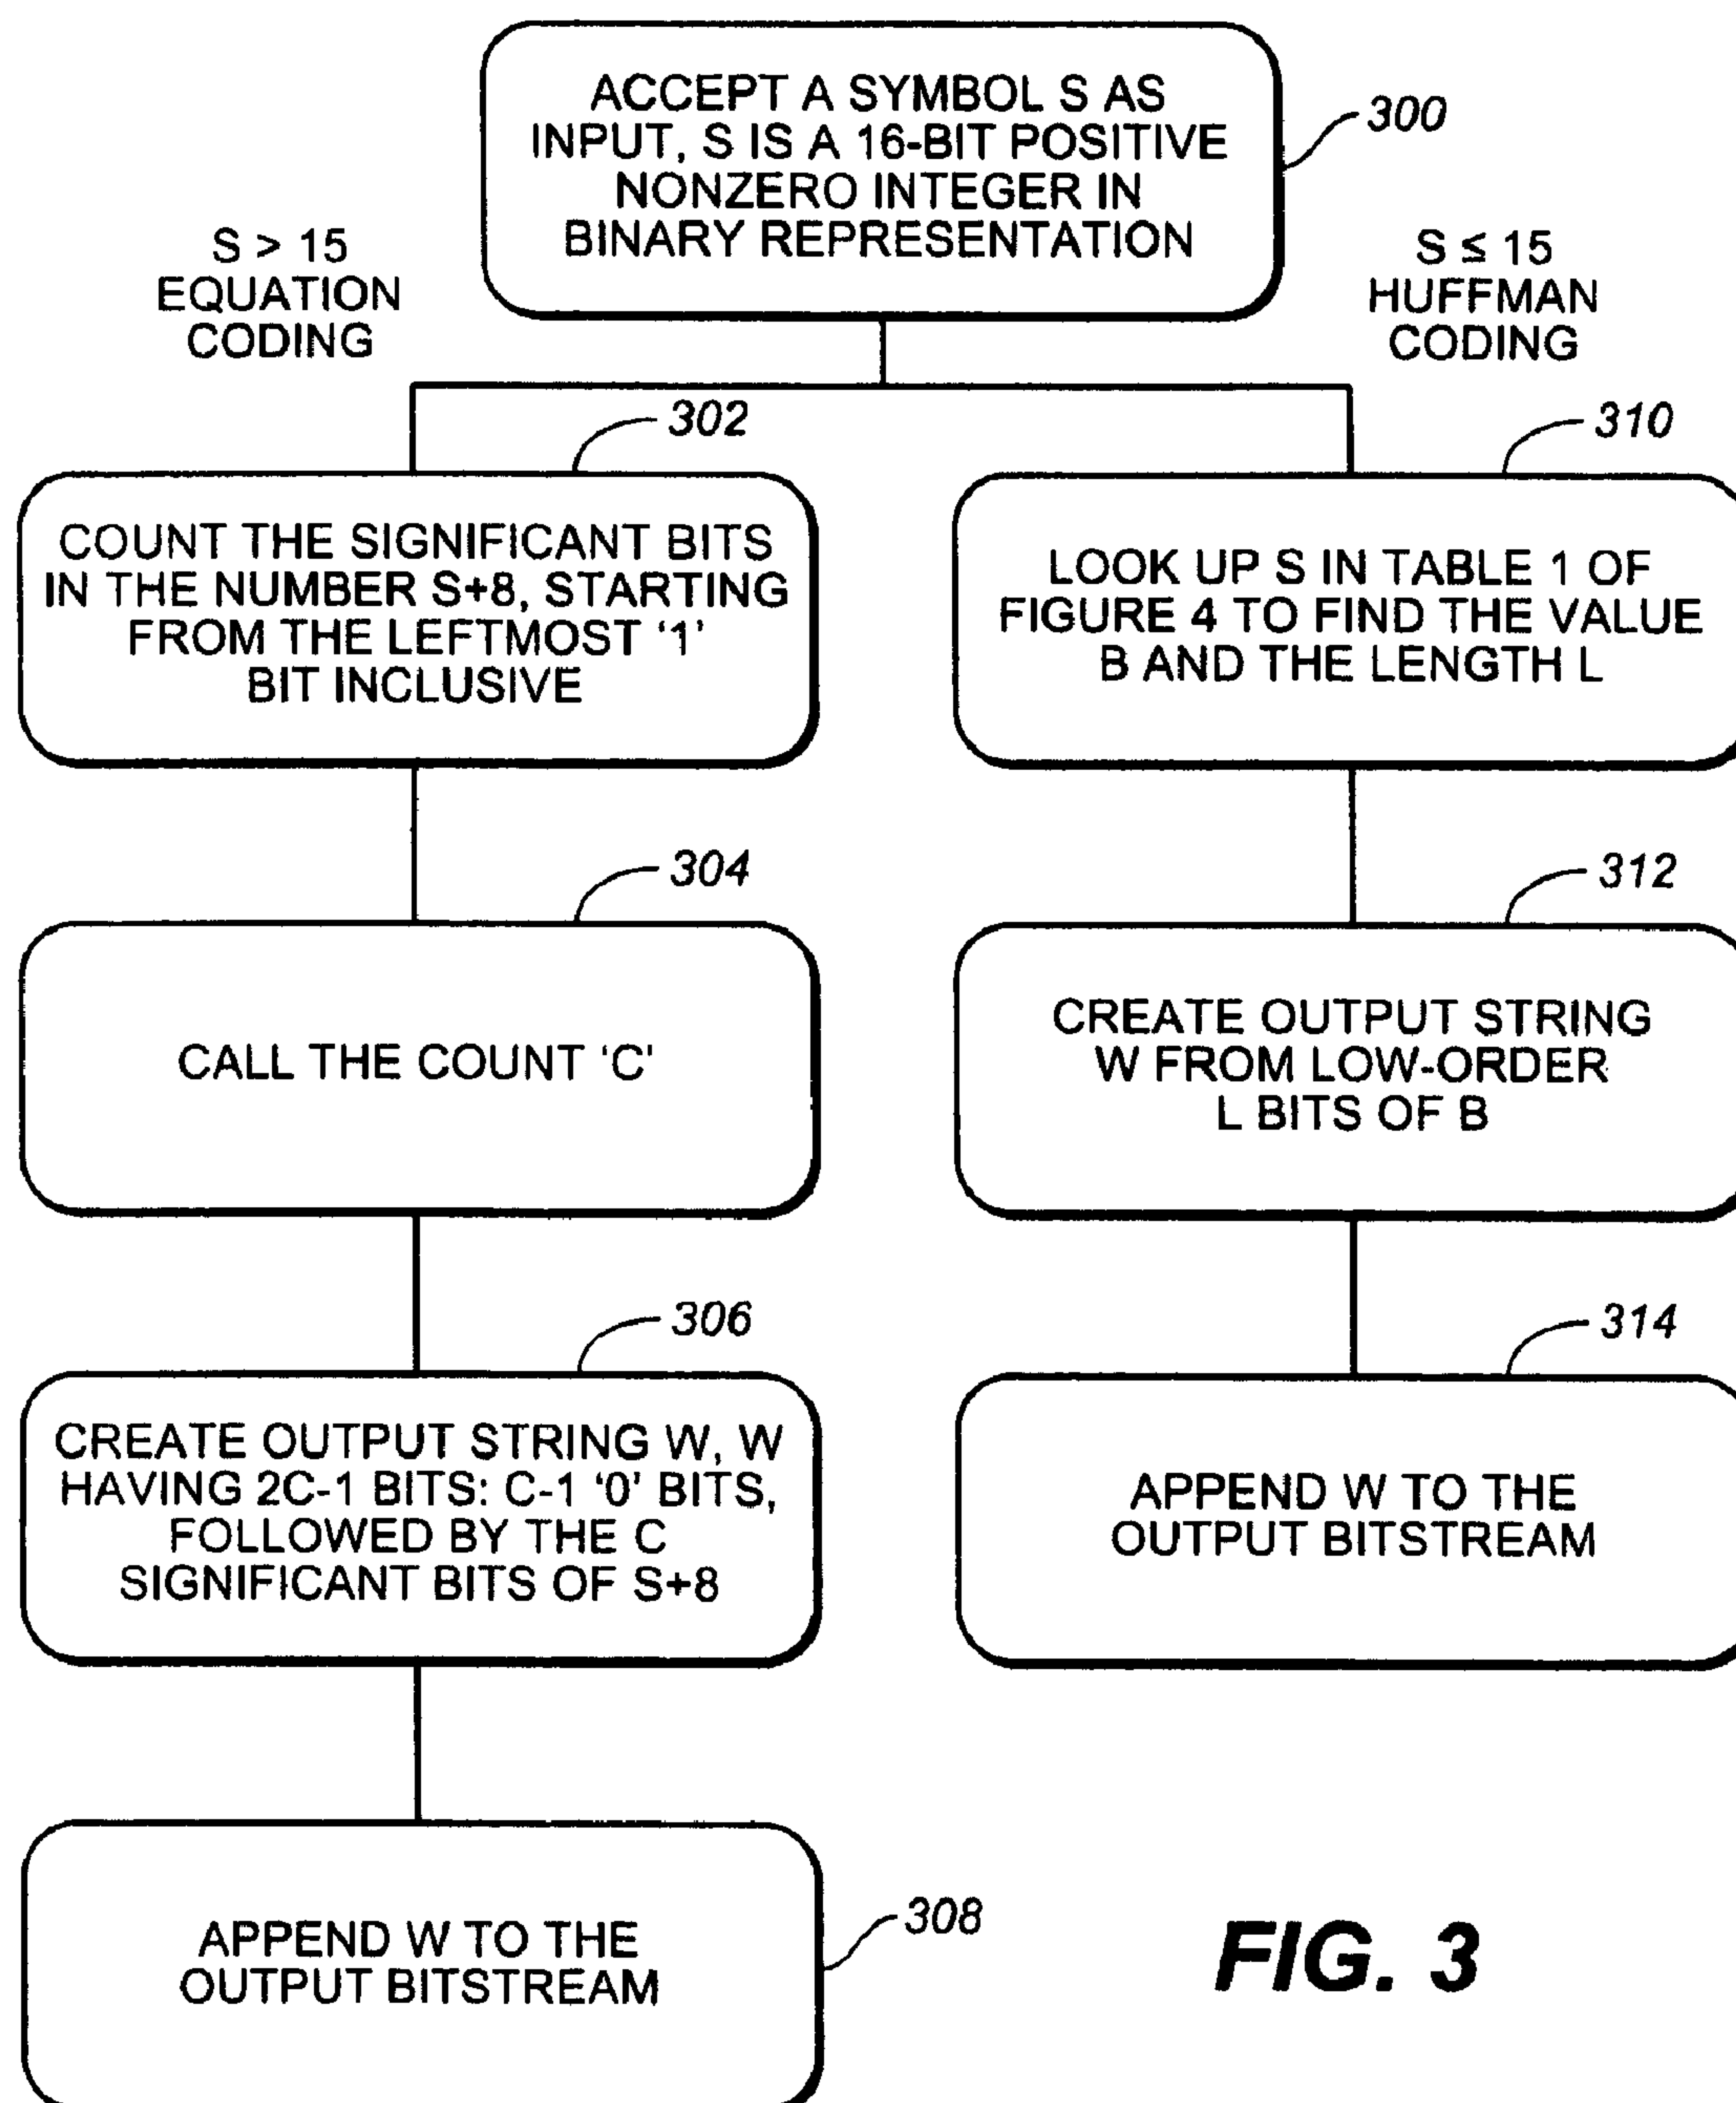 ACCEPT A SYMBOL S AS
INPUT, S IS A 16-BIT POSITIVE
NONZERO INTEGER IN
BINARY REPRESENTATION
300
S > 15
EQUATION
CODING
S ≤ 15
HUFFMAN
CODING
302
COUNT THE SIGNIFICANT BITS
IN THE NUMBER S+8, STARTING
FROM THE LEFTMOST ‘1’
BIT INCLUSIVE
310
LOOK UP S IN TABLE 1 OF
FIGURE 4 TO FIND THE VALUE
B AND THE LENGTH L
304
CALL THE COUNT ‘C’
312
CREATE OUTPUT STRING
W FROM LOW-ORDER
L BITS OF B
306
CREATE OUTPUT STRING W, W
HAVING 2C-1 BITS: C-1 ‘0’ BITS,
FOLLOWED BY THE C
SIGNIFICANT BITS OF S+8
314
APPEND W TO THE
OUTPUT BITSTREAM
308
APPEND W TO THE
OUTPUT BITSTREAM
FIG. 3